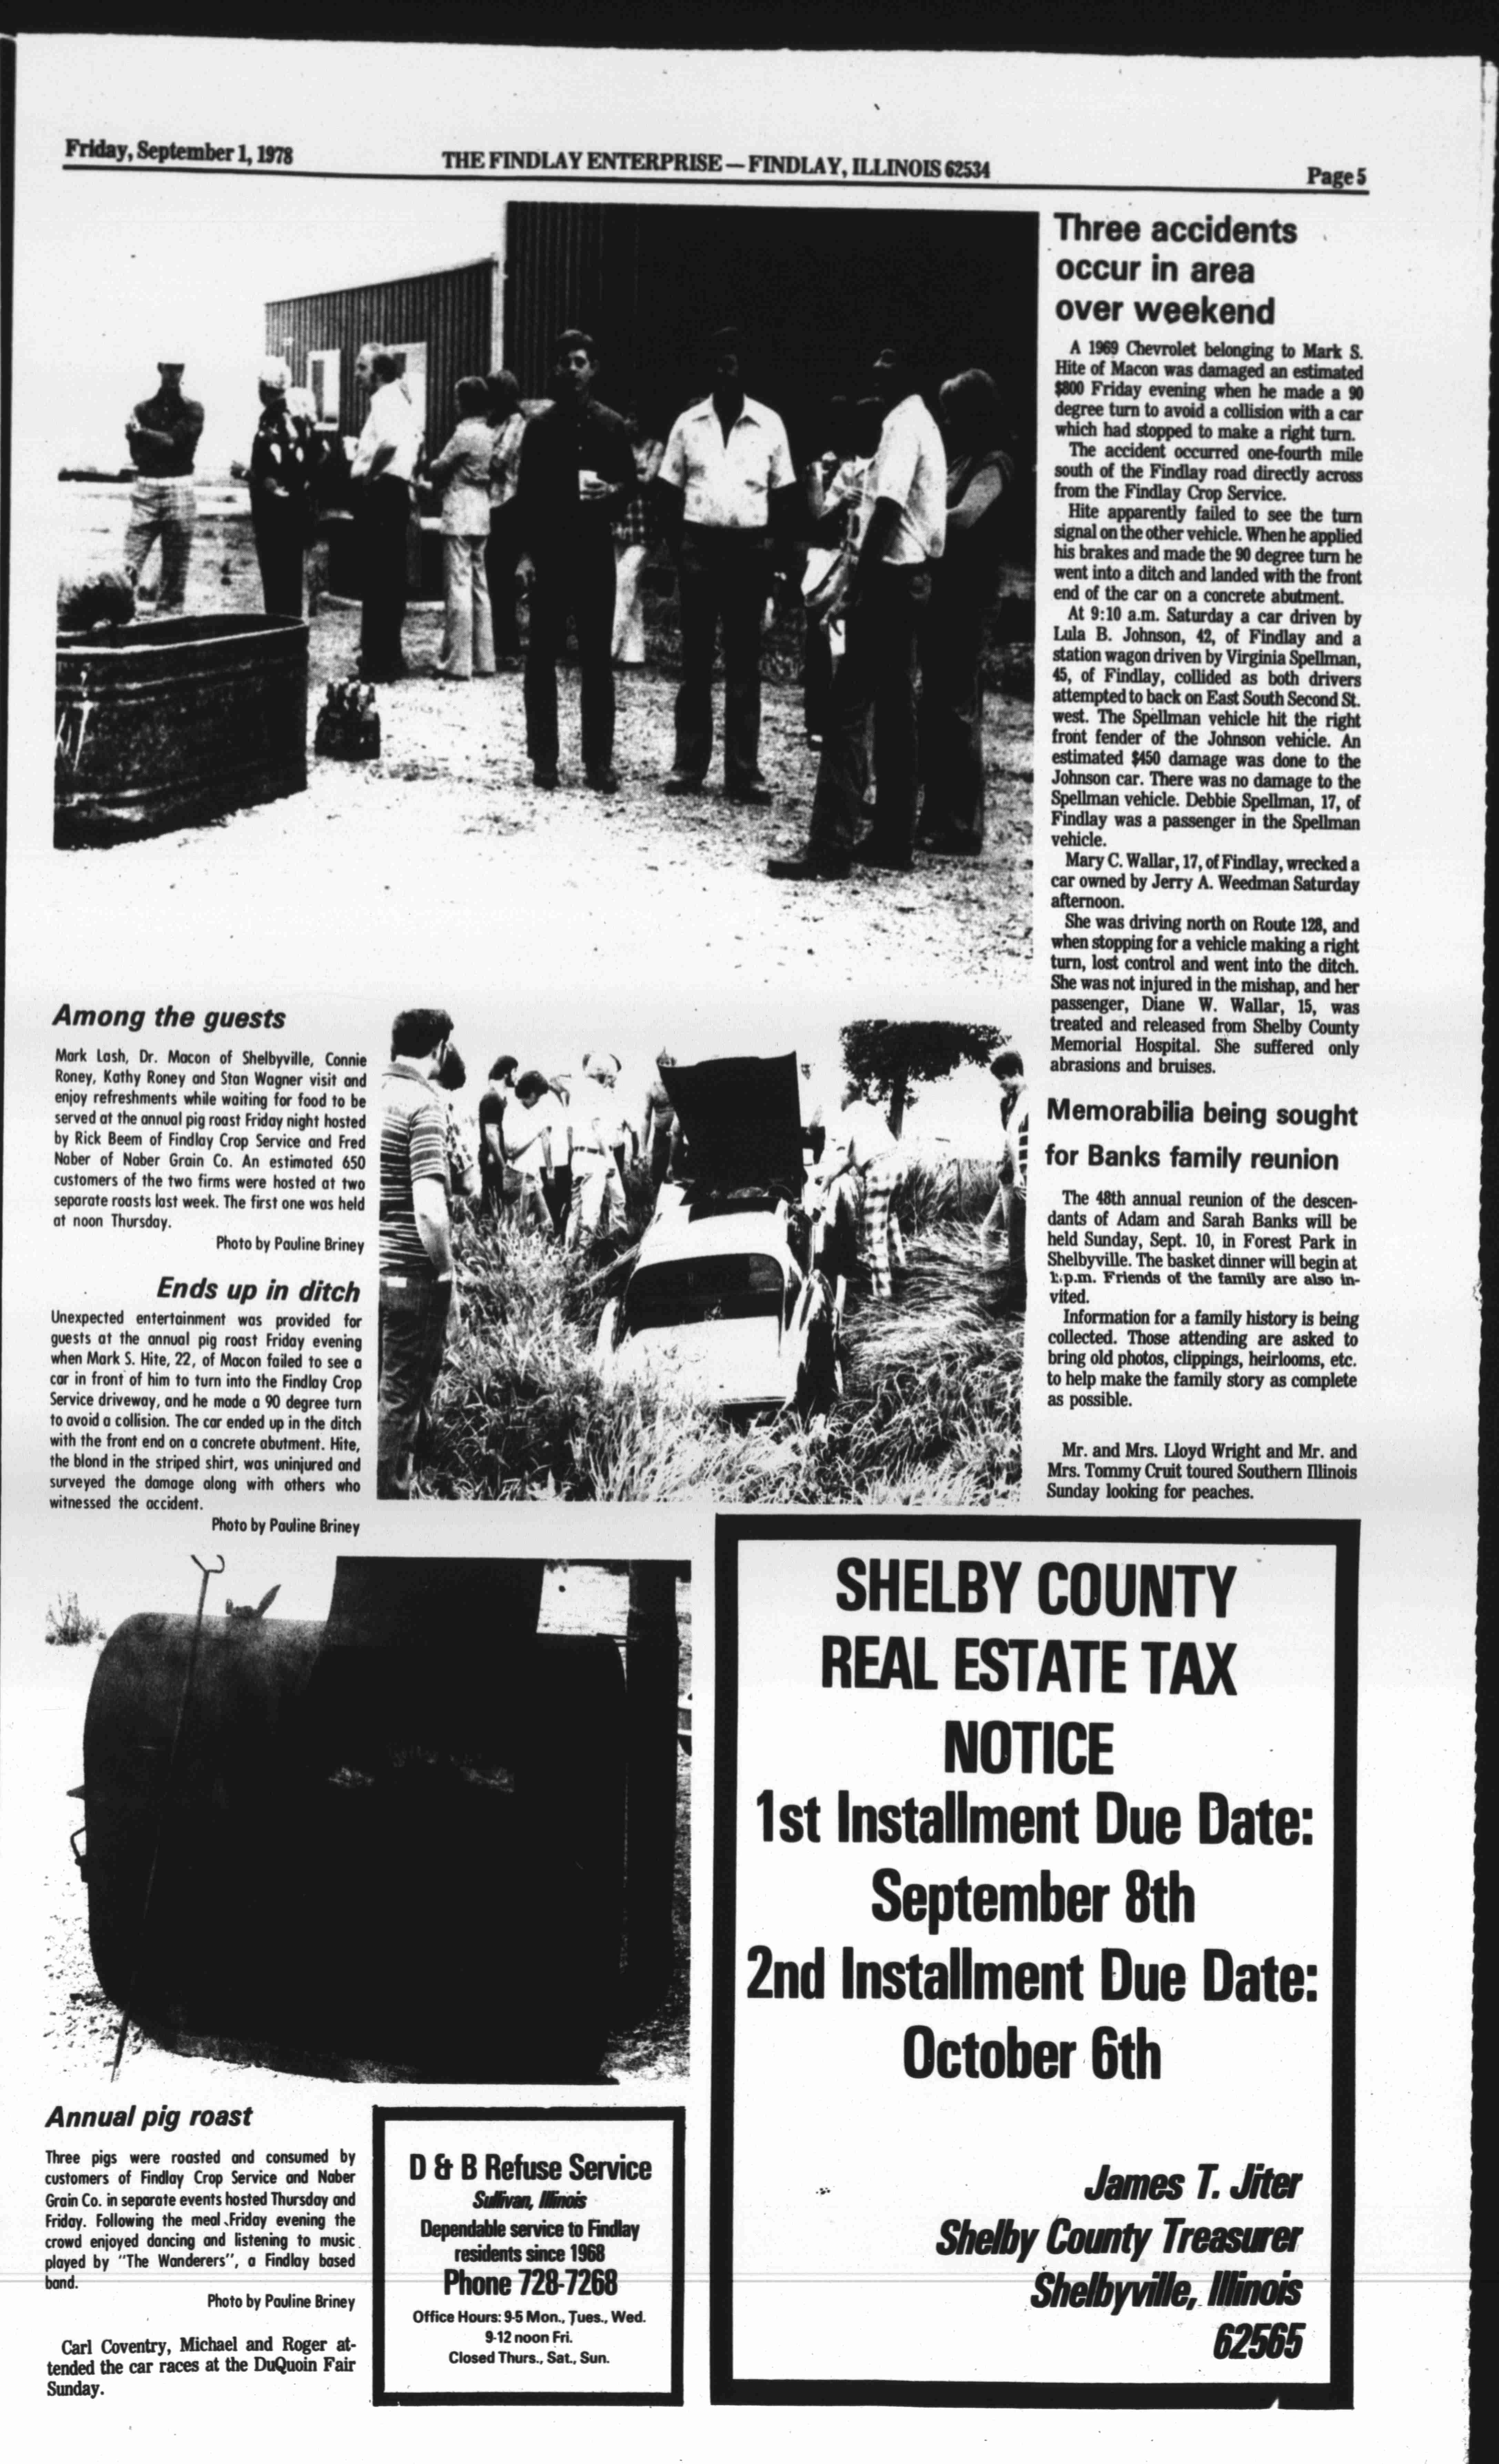 Friday, September 1, 1978
THE FINDLAY ENTERPRISE — FINDLAY, ILLINOIS 62534
Page 5
Three accidents
occur in area
over weekend
A 1969 Chevrolet belonging to Mark S.
Hite of Macon was damaged an estimated
$800 Friday evening when he made a 90
degree turn to avoid a collision with a car
which had stopped to make a right turn.
The accident occurred one-fourth mile
south of the Findlay road directly across
from the Findlay Crop Service.
Hite apparently failed to see the turn
signal on the other vehicle. When he applied
his brakes and made the 90 degree turn he
went into a ditch and landed with the front
end of the car on a concrete abutment.
At 9:10 a.m. Saturday a car driven by
Lula B. Johnson, 42, of Findlay and a
station wagon driven by Virginia Spellman,
45, of Findlay, collided as both drivers
attempted to back on East South Second St.
west. The Spellman vehicle hit the right
front fender of the Johnson vehicle. An
estimated $450 damage was done to the
Johnson car. There was no damage to the
Spellman vehicle. Debbie Spellman, 17, of
Findlay was a passenger in the Spellman
vehicle.
Mary C. Wallar, 17, of Findlay, wrecked a
car owned by Jerry A. Weedman Saturday
afternoon.
She was driving north on Route 128, and
when stopping for a vehicle making a right
turn, lost control and went into the ditch.
She was not injured in the mishap, and her
passenger, Diane W. Wallar, 15, was
treated and released from Shelby County
Memorial Hospital. She suffered only
abrasions and bruises.
Memorabilia being sought
for Banks family reunion
The 48th annual reunion of the descen-
dants of Adam and Sarah Banks will be
held Sunday, Sept. 10, in Forest Park in
Shelbyville. The basket dinner will begin at
1 p.m. Friends of the family are also in-
vited.
Information for a family history is being
collected. Those attending are asked to
bring old photos, clippings, heirlooms, etc.
to help make the family story as complete
as possible.
Mr. and Mrs. Lloyd Wright and Mr. and
Mrs. Tommy Cruit toured Southern Illinois
Sunday looking for peaches.
Among the guests
Mark Lash, Dr. Macon of Shelbyville, Connie
Roney, Kathy Roney and Stan Wagner visit and
enjoy refreshments while waiting for food to be
served at the annual pig roast Friday night hosted
by Rick Beem of Findlay Crop Service and Fred
Naber of Naber Grain Co. An estimated 650
customers of the two firms were hosted at two
separate roasts last week. The first one was held
at noon Thursday.
Photo by Pauline Briney
Ends up in ditch
Unexpected entertainment was provided for
guests at the annual pig roast Friday evening
when Mark S. Hite, 22, of Macon failed to see a
car in front of him to turn into the Findlay Crop
Service driveway, and he made a 90 degree turn
to avoid a collision. The car ended up in the ditch
with the front end on a concrete abutment. Hite,
the blond in the striped shirt, was uninjured and
surveyed the damage along with others who
witnessed the accident.
Photo by Pauline Briney
Annual pig roast
Three pigs were roasted and consumed by
customers of Findlay Crop Service and Naber
Grain Co. in separate events hosted Thursday and
Friday. Following the meal Friday evening the
crowd enjoyed dancing and listening to music
played by "The Wanderers", a Findlay based
band.
Photo by Pauline Briney
Carl Coventry, Michael and Roger at-
tended the car races at the DuQuoin Fair
Sunday.
D & B Refuse Service
Sullivan, Illinois
Dependable service to Findlay
residents since 1968
Phone 728-7268
Office Hours: 9-5 Mon., Tues., Wed.
9-12 noon Fri.
Closed Thurs., Sat., Sun.
SHELBY COUNTY
REAL ESTATE TAX
NOTICE
1st Installment Due Date:
September 8th
2nd Installment Due Date:
October 6th
James T. Jiter
Shelby County Treasurer
Shelbyville, Illinois
62565